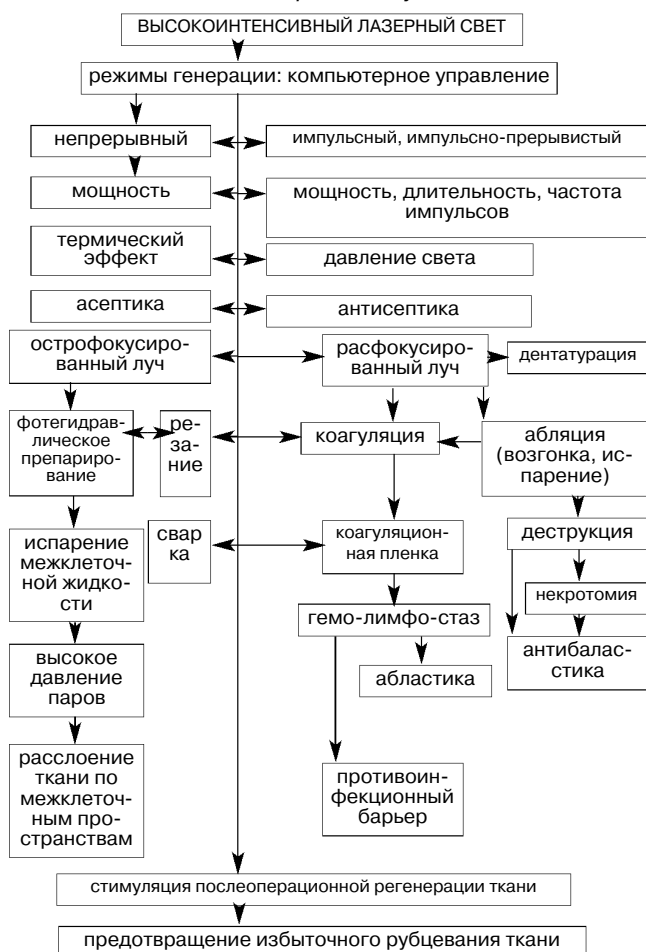 ВЫСОКОИНТЕНСИВНЫЙ ЛАЗЕРНЫЙ СВЕТ
режимы генерации: компьютерное управление
непрерывный
импульсный, импульсно-прерывистый
мощность
мощность, длительность, частота
импульсов
термический
эффект
давление света
асептика
антисептика
острофокусиро-
ванный луч
расфокусиро-
ванный луч
дентатурация
фотегидрав-
лическое
препариро-
вание
ре-
за-
ние
коагуляция
абляция
(возгонка, ис-
парение)
испарение
межклеточ-
ной жидко-
сти
свар
ка
коагуляцион-
ная пленка
деструкция
некротомия
гемо-лимфо-стаз
антибалас-
стика
абластика
высокое
давление
паров
расслоение
ткани по
межклеточ-
ным про-
странствам
противоин-
фекционный
барьер
стимуляция послеоперационной регенерации ткани
предотвращение избыточного рубцевания ткани